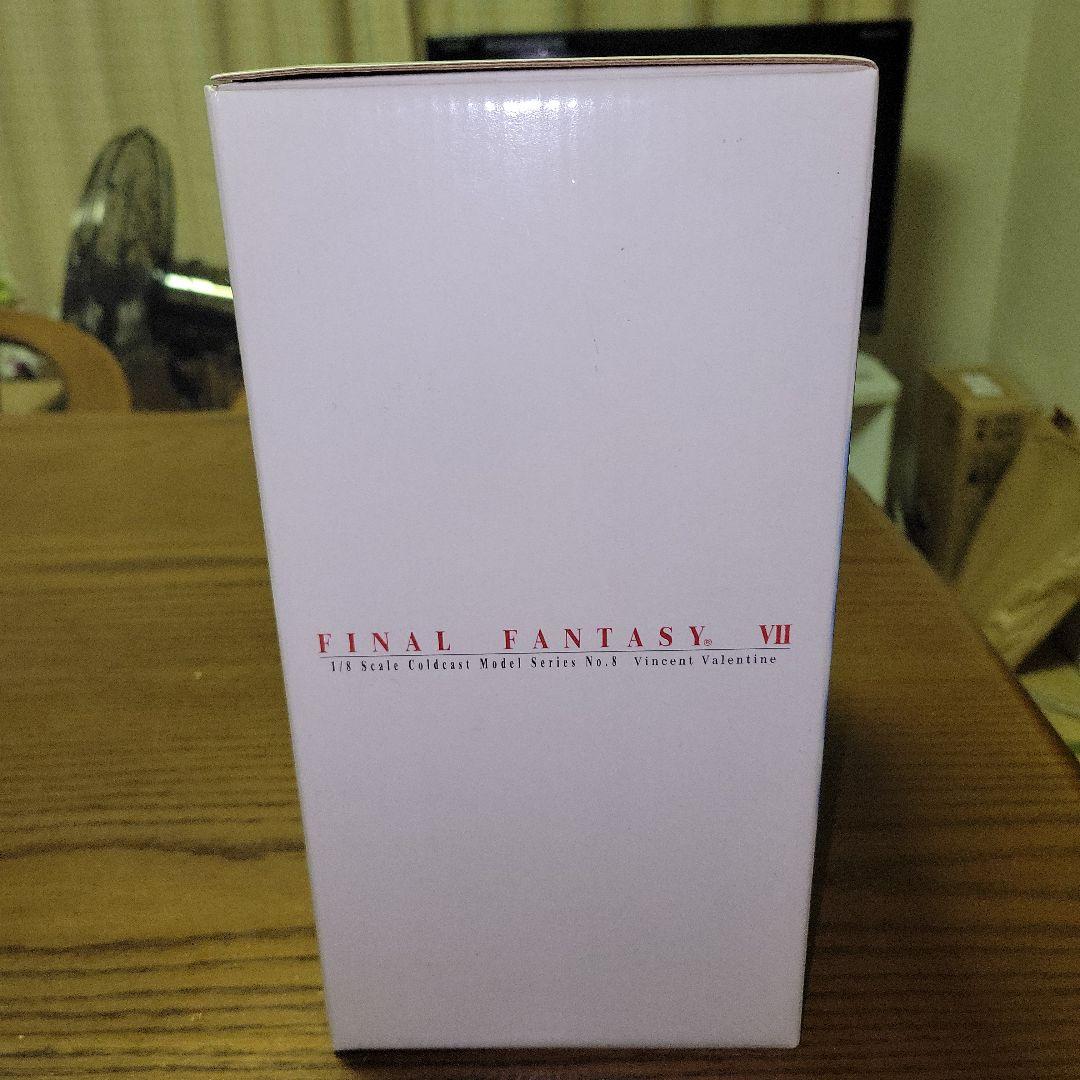 FINAL FANTASY® VII
1/8 Scale Coldcast Model Series No.8 Vincent Valentine